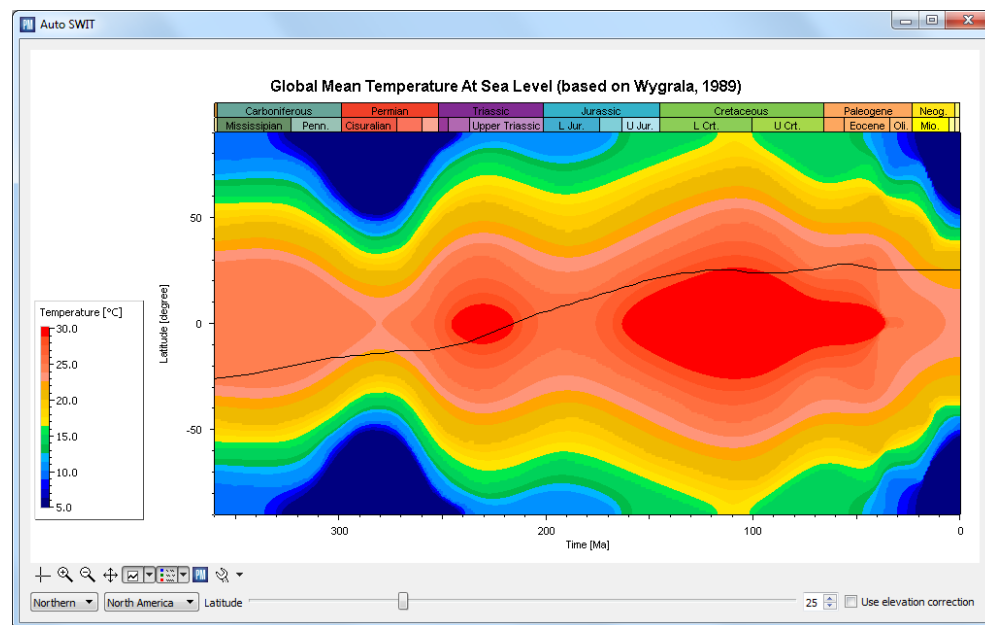 PM Auto SWIT
Global Mean Temperature At Sea Level (based on Wygrala, 1989)
Carboniferous Permian Triassic Jurassic Cretaceous Paleogene Neog.
Mississipian Penn. Cisuralian Upper Triassic L Jur. U Jur. L Crt. U Crt. Eocene Oli. Mio.
50
0
-50
Latitude [degree]
Temperature [°C]
30.0
25.0
20.0
15.0
10.0
5.0
300 200 100 0
Time [Ma]
PM
Northern North America Latitude 25 Use elevation correction